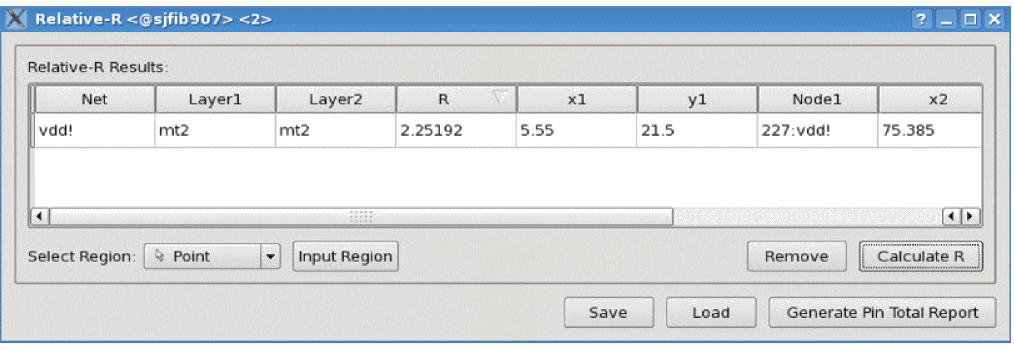 Relative-R <@sjfib907> <2>
Relative-R Results:
Net Layer1 Layer2 R x1 y1 Node1 x2
vdd! mt2 mt2 2.25192 5.55 21.5 227:vdd! 75.385
Select Region: Point Input Region Remove Calculate R
Save Load Generate Pin Total Report